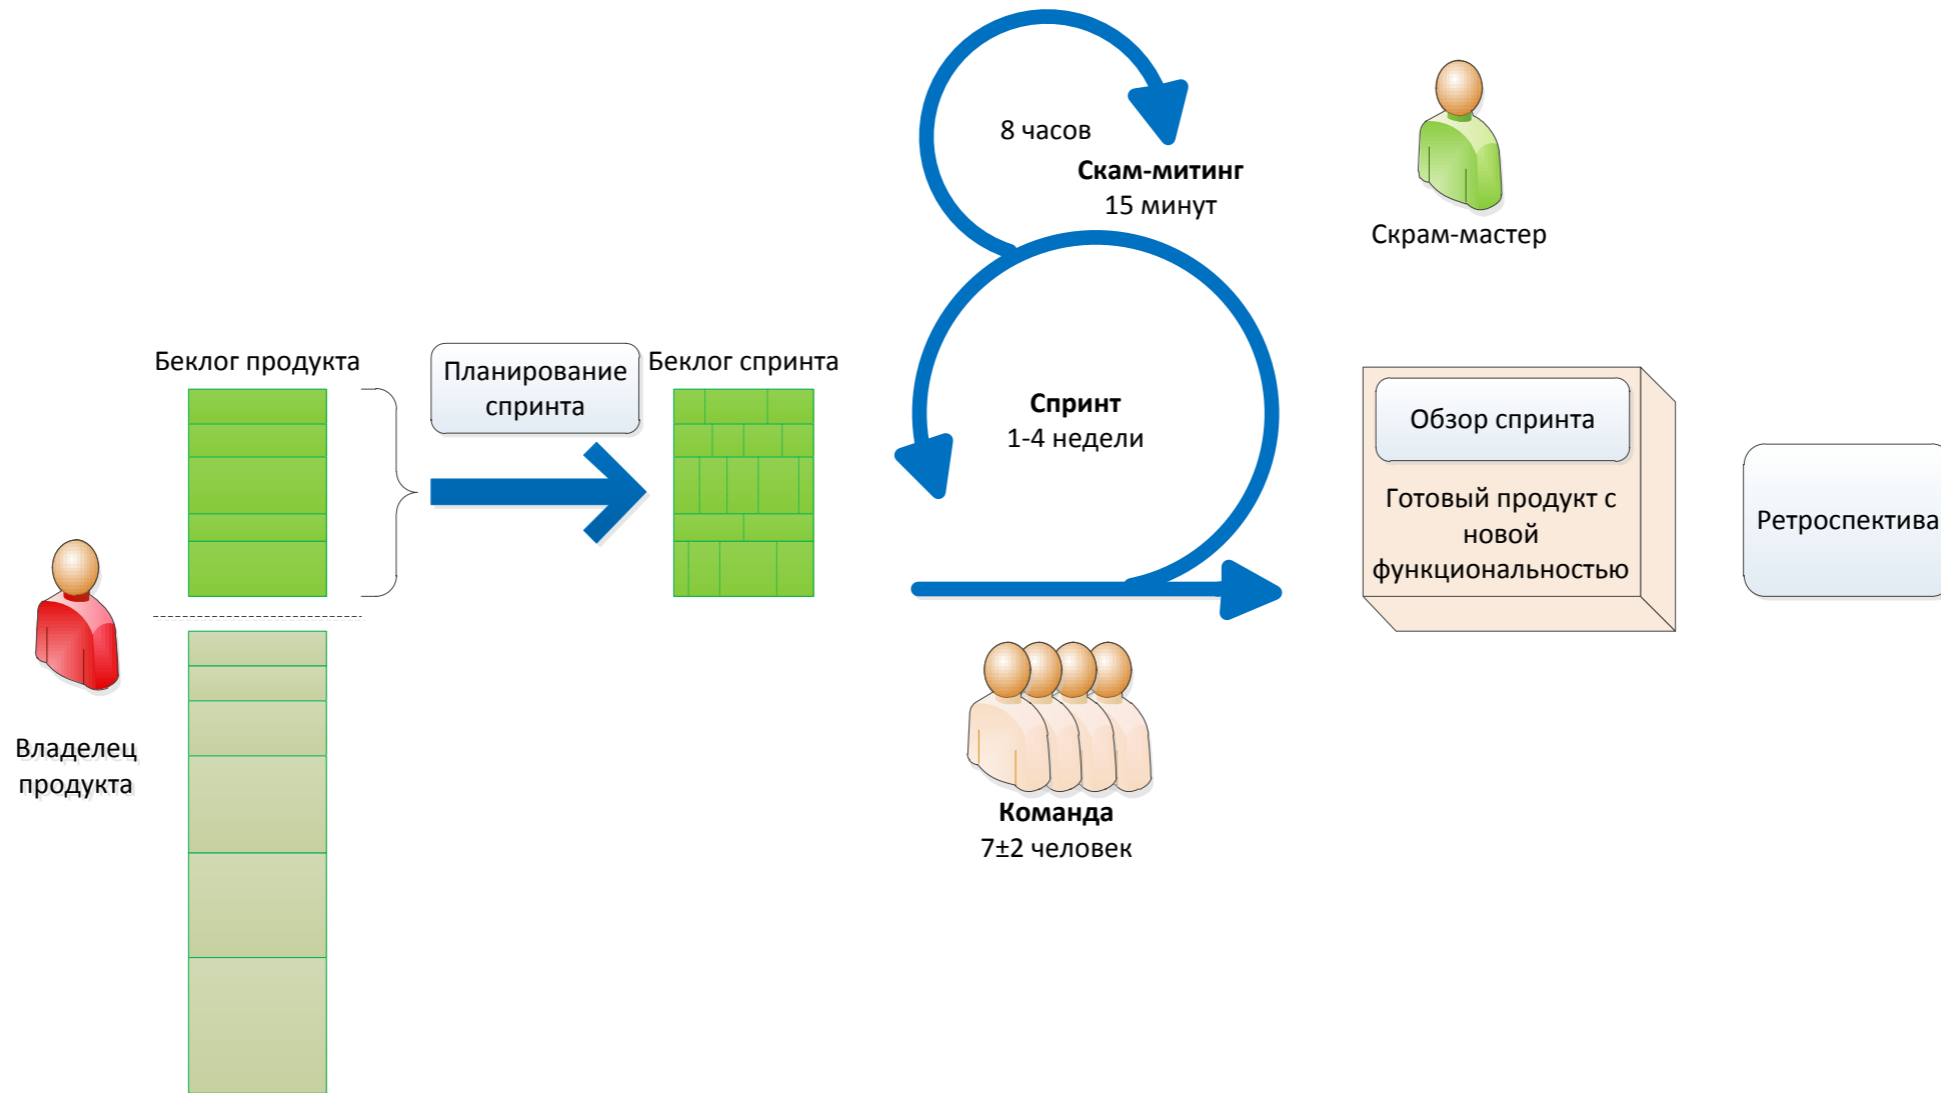 8 часов
Скам-митинг
15 минут
Скрам-мастер
Беклог продукта
Планирование
спринта
Беклог спринта
Спринт
1-4 недели
Обзор спринта
Готовый продукт с
новой
функциональностью
Ретроспектива
Владелец
продукта
Команда
7±2 человек